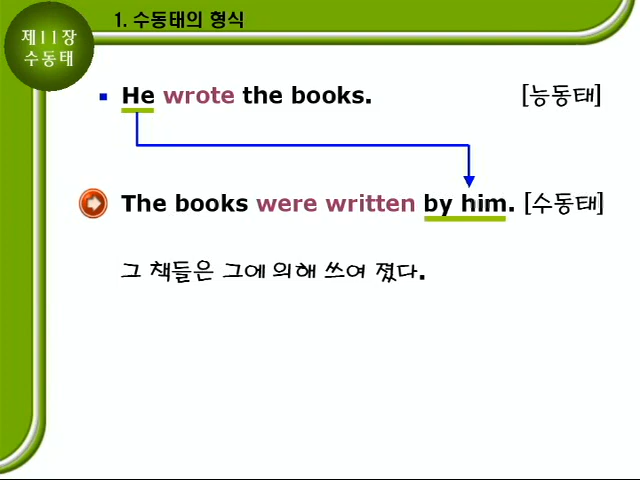 제11장
수동태
1. 수동태의 형식
He wrote the books. [능동태]
The books were written by him. [수동태]
그 책들은 그에 의해 쓰여 졌다.